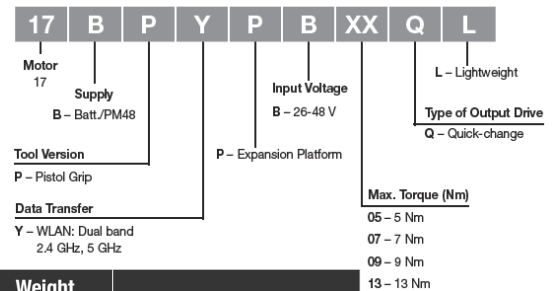 17 B P Y P B XX Q L
Motor
17
Supply
B – Batt./PM48
Tool Version
P – Pistol Grip
Data Transfer
Y – WLAN: Dual band
2.4 GHz, 5 GHz
P – Expansion Platform
Input Voltage
B – 26-48 V
L – Lightweight
Type of Output Drive
Q – Quick-change
Max. Torque (Nm)
05 – 5 Nm
07 – 7 Nm
09 – 9 Nm
13 – 13 Nm
Weight